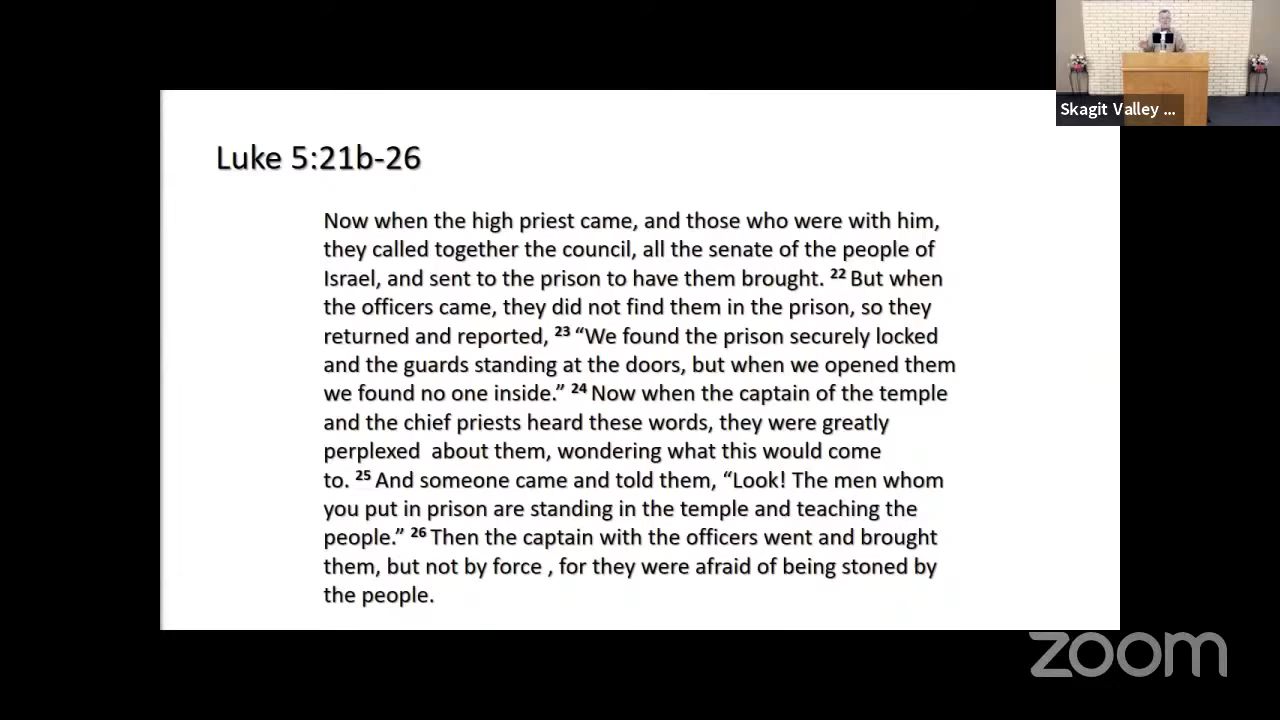 Skagit Valley ...
Luke 5:21b-26
Now when the high priest came, and those who were with him,
they called together the council, all the senate of the people of
Israel, and sent to the prison to have them brought. 22 But when
the officers came, they did not find them in the prison, so they
returned and reported, 23 “We found the prison securely locked
and the guards standing at the doors, but when we opened them
we found no one inside.” 24 Now when the captain of the temple
and the chief priests heard these words, they were greatly
perplexed  about them, wondering what this would come
to. 25 And someone came and told them, “Look! The men whom
you put in prison are standing in the temple and teaching the
people.” 26 Then the captain with the officers went and brought
them, but not by force , for they were afraid of being stoned by
the people.
zoom